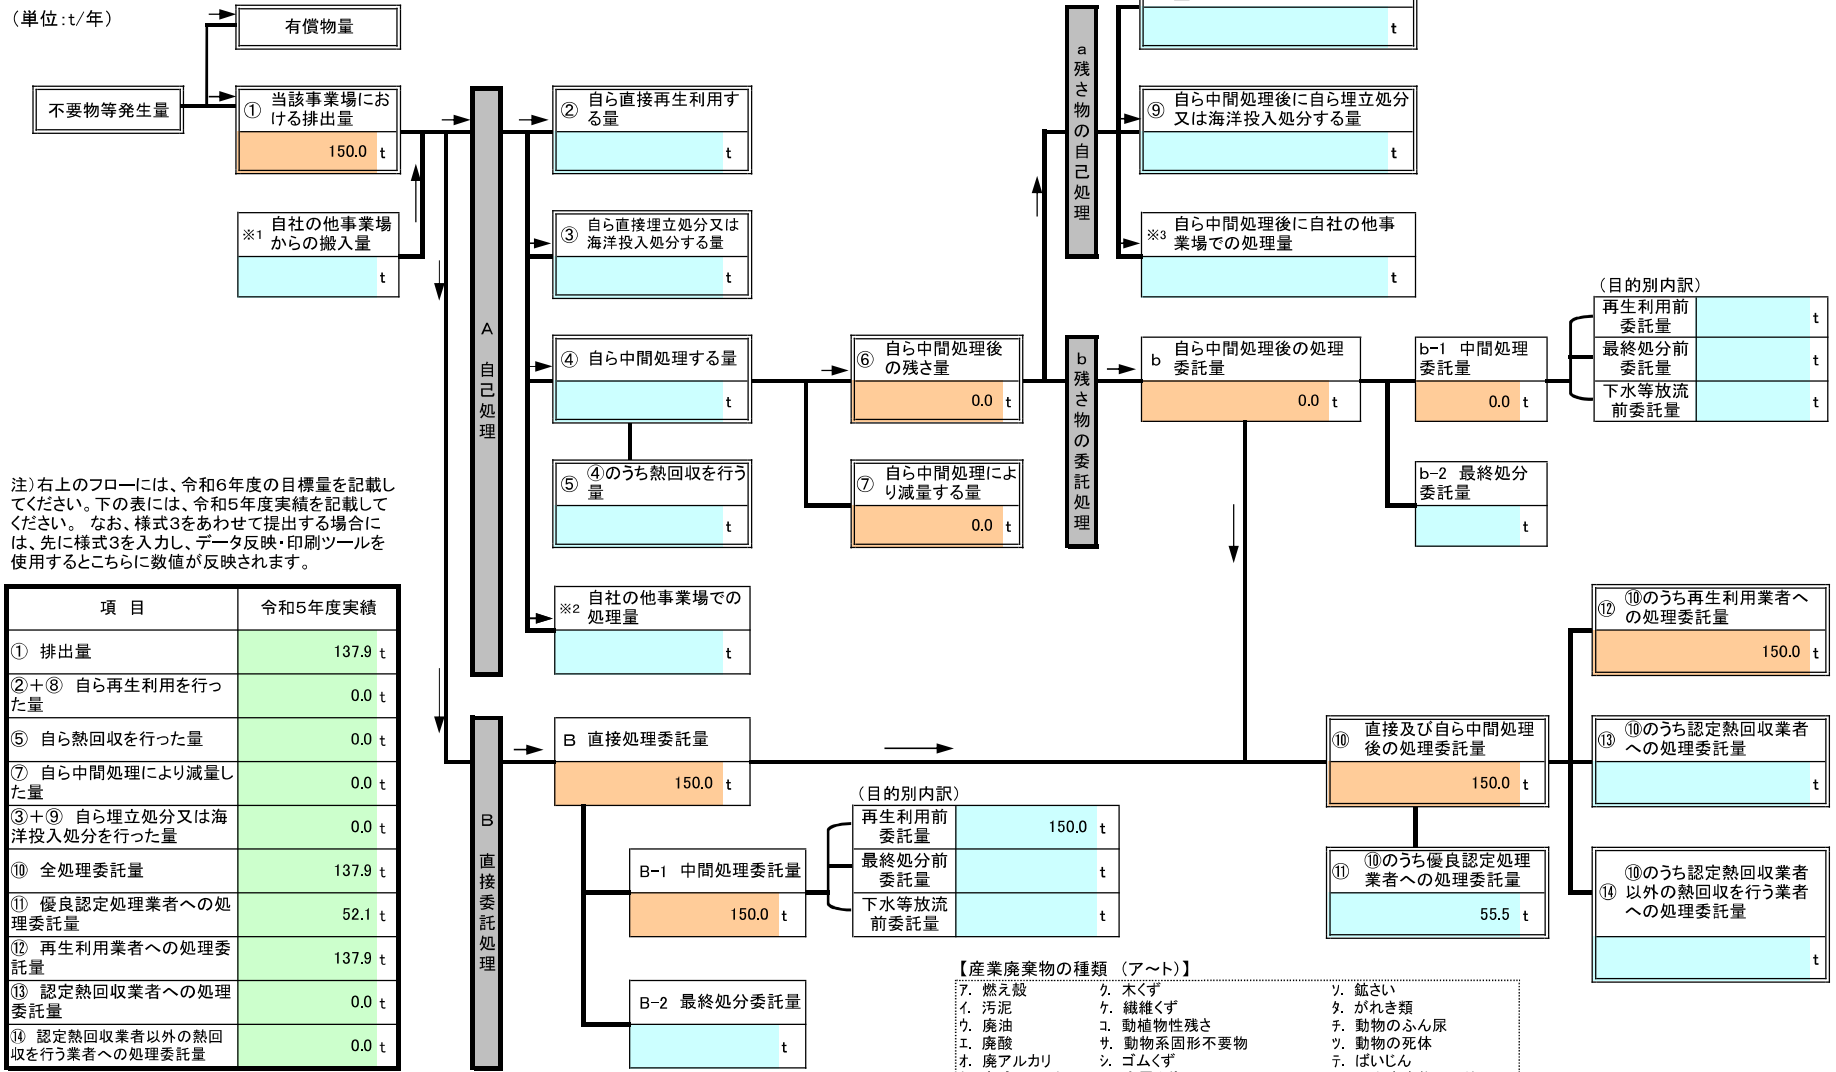 (単位:t/年)
有償物量
不要物等発生量
① 当該事業場にお
ける排出量
150.0 t
※1 自社の他事業場
からの搬入量
t
A 自己処理
② 自ら直接再生利用す
る量
t
③ 自ら直接埋立処分又は
海洋投入処分する量
t
④ 自ら中間処理する量
t
⑤ ④のうち熱回収を行う
量
t
※2 自社の他事業場での
処理量
t
⑥ 自ら中間処理後
の残さ量
0.0 t
⑦ 自ら中間処理によ
り減量する量
0.0 t
a 残さ物の自己処理
t
⑨ 自ら中間処理後に自ら埋立処分
又は海洋投入処分する量
t
※3 自ら中間処理後に自社の他事
業場での処理量
t
b 残さ物の委託処理
b 自ら中間処理後の処理
委託量
0.0 t
b-1 中間処理
委託量
0.0 t
b-2 最終処分
委託量
t
(目的別内訳)
再生利用前
委託量 t
最終処分前
委託量 t
下水等放流
前委託量 t
注)右上のフローには、令和6年度の目標量を記載し
てください。下の表には、令和5年度実績を記載して
ください。 なお、様式3をあわせて提出する場合に
は、先に様式3を入力し、データ反映・印刷ツールを
使用するとこちらに数値が反映されます。
項 目 令和5年度実績
① 排出量 137.9 t
②+⑧ 自ら再生利用を行っ
た量 0.0 t
⑤ 自ら熱回収を行った量 0.0 t
⑦ 自ら中間処理により減量し
た量 0.0 t
③+⑨ 自ら埋立処分又は海
洋投入処分を行った量 0.0 t
⑩ 全処理委託量 137.9 t
⑪ 優良認定処理業者への処
理委託量 52.1 t
⑫ 再生利用業者への処理委
託量 137.9 t
⑬ 認定熱回収業者への処理
委託量 0.0 t
⑭ 認定熱回収業者以外の熱回
収を行う業者への処理委託量 0.0 t
B 直接委託処理
B 直接処理委託量
150.0 t
B-1 中間処理委託量
150.0 t
B-2 最終処分委託量
t
(目的別内訳)
再生利用前
委託量 150.0 t
最終処分前
委託量 t
下水等放流
前委託量 t
⑩ 直接及び自ら中間処理
後の処理委託量
150.0 t
⑪ ⑩のうち優良認定処理
業者への処理委託量
55.5 t
⑫ ⑩のうち再生利用業者へ
の処理委託量
150.0 t
⑬ ⑩のうち認定熱回収業者
への処理委託量
t
⑭ ⑩のうち認定熱回収業者
以外の熱回収を行う業者
への処理委託量
t
【産業廃棄物の種類 (ア~ト)】
ア. 燃え殻 ク. 木くず ソ. 鉱さい
イ. 汚泥 ケ. 繊維くず タ. がれき類
ウ. 廃油 コ. 動植物性残さ チ. 動物のふん尿
エ. 廃酸 サ. 動物系固形不要物 ツ. 動物の死体
オ. 廃アルカリ シ. ゴムくず テ. ばいじん